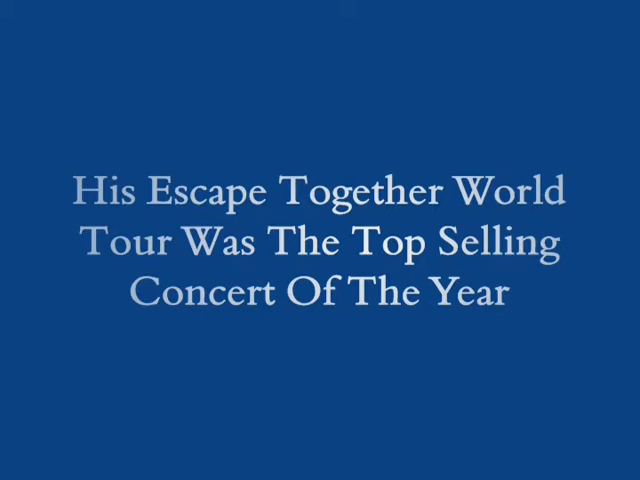 His Escape Together World
Tour Was The Top Selling
Concert Of The Year